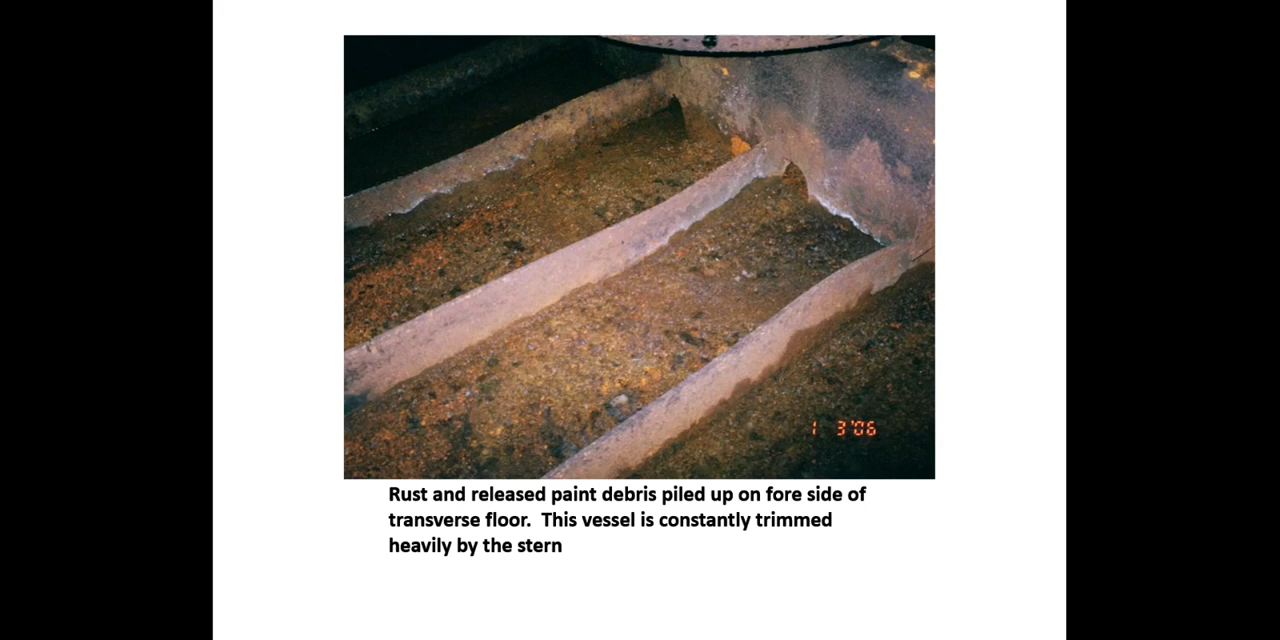 1 3'06
Rust and released paint debris piled up on fore side of
transverse floor.  This vessel is constantly trimmed
heavily by the stern